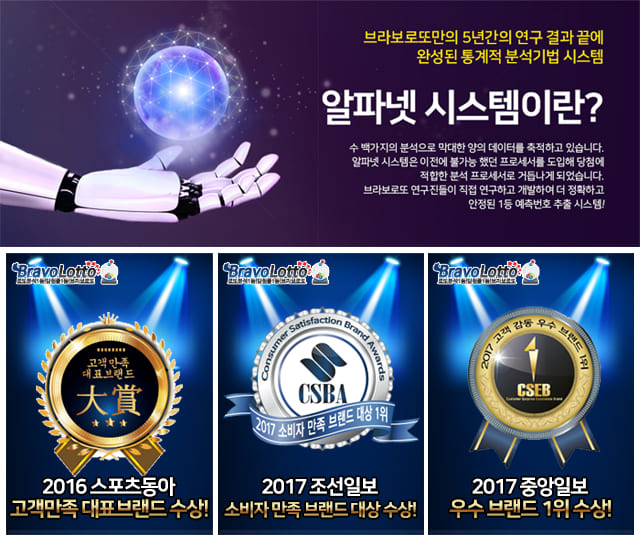 브라보로또만의 5년간의 연구 결과 끝에
완성된 통계적 분석기법 시스템
알파넷 시스템이란?
수 백가지의 분석으로 막대한 양의 데이터를 축적하고 있습니다.
알파넷 시스템은 이전에 불가능 했던 프로세서를 도입해 당첨에
적합한 분석 프로세서로 거듭나게 되었습니다.
브라보로또 연구진들이 직접 연구하고 개발하여 더 정확하고
안정된 1등 예측번호 추출 시스템!
BravoLotto
고객만족
대표브랜드
大賞
2016 스포츠동아
고객만족 대표브랜드 수상!
BravoLotto
Consumer Satisfaction Brand Awards
CSBA
2017 소비자 만족 브랜드 대상 1위
2017 조선일보
소비자 만족 브랜드 대상 수상!
BravoLotto
2017 고객 감동 우수 브랜드 1위
1
CSEB
2017 중앙일보
우수 브랜드 1위 수상!